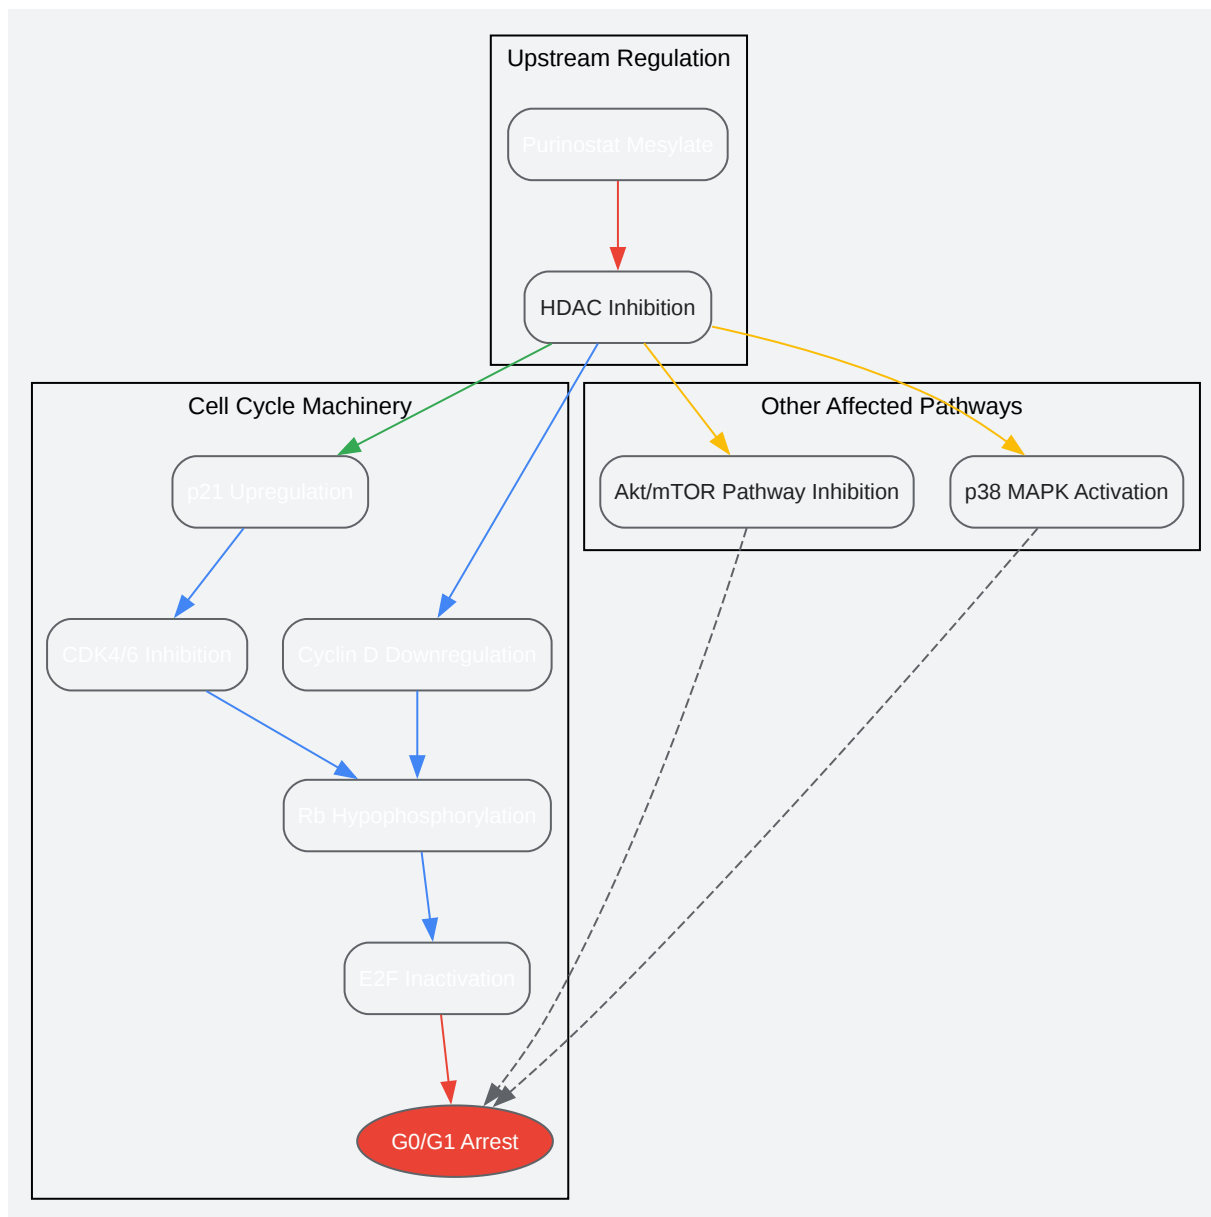 Upstream Regulation
Purinostat Mesylate
HDAC Inhibition
Cell Cycle Machinery
Other Affected Pathways
p21 Upregulation
Akt/mTOR Pathway Inhibition
p38 MAPK Activation
CDK4/6 Inhibition
Cyclin D Downregulation
Rb Hypophosphorylation
E2F Inactivation
G0/G1 Arrest